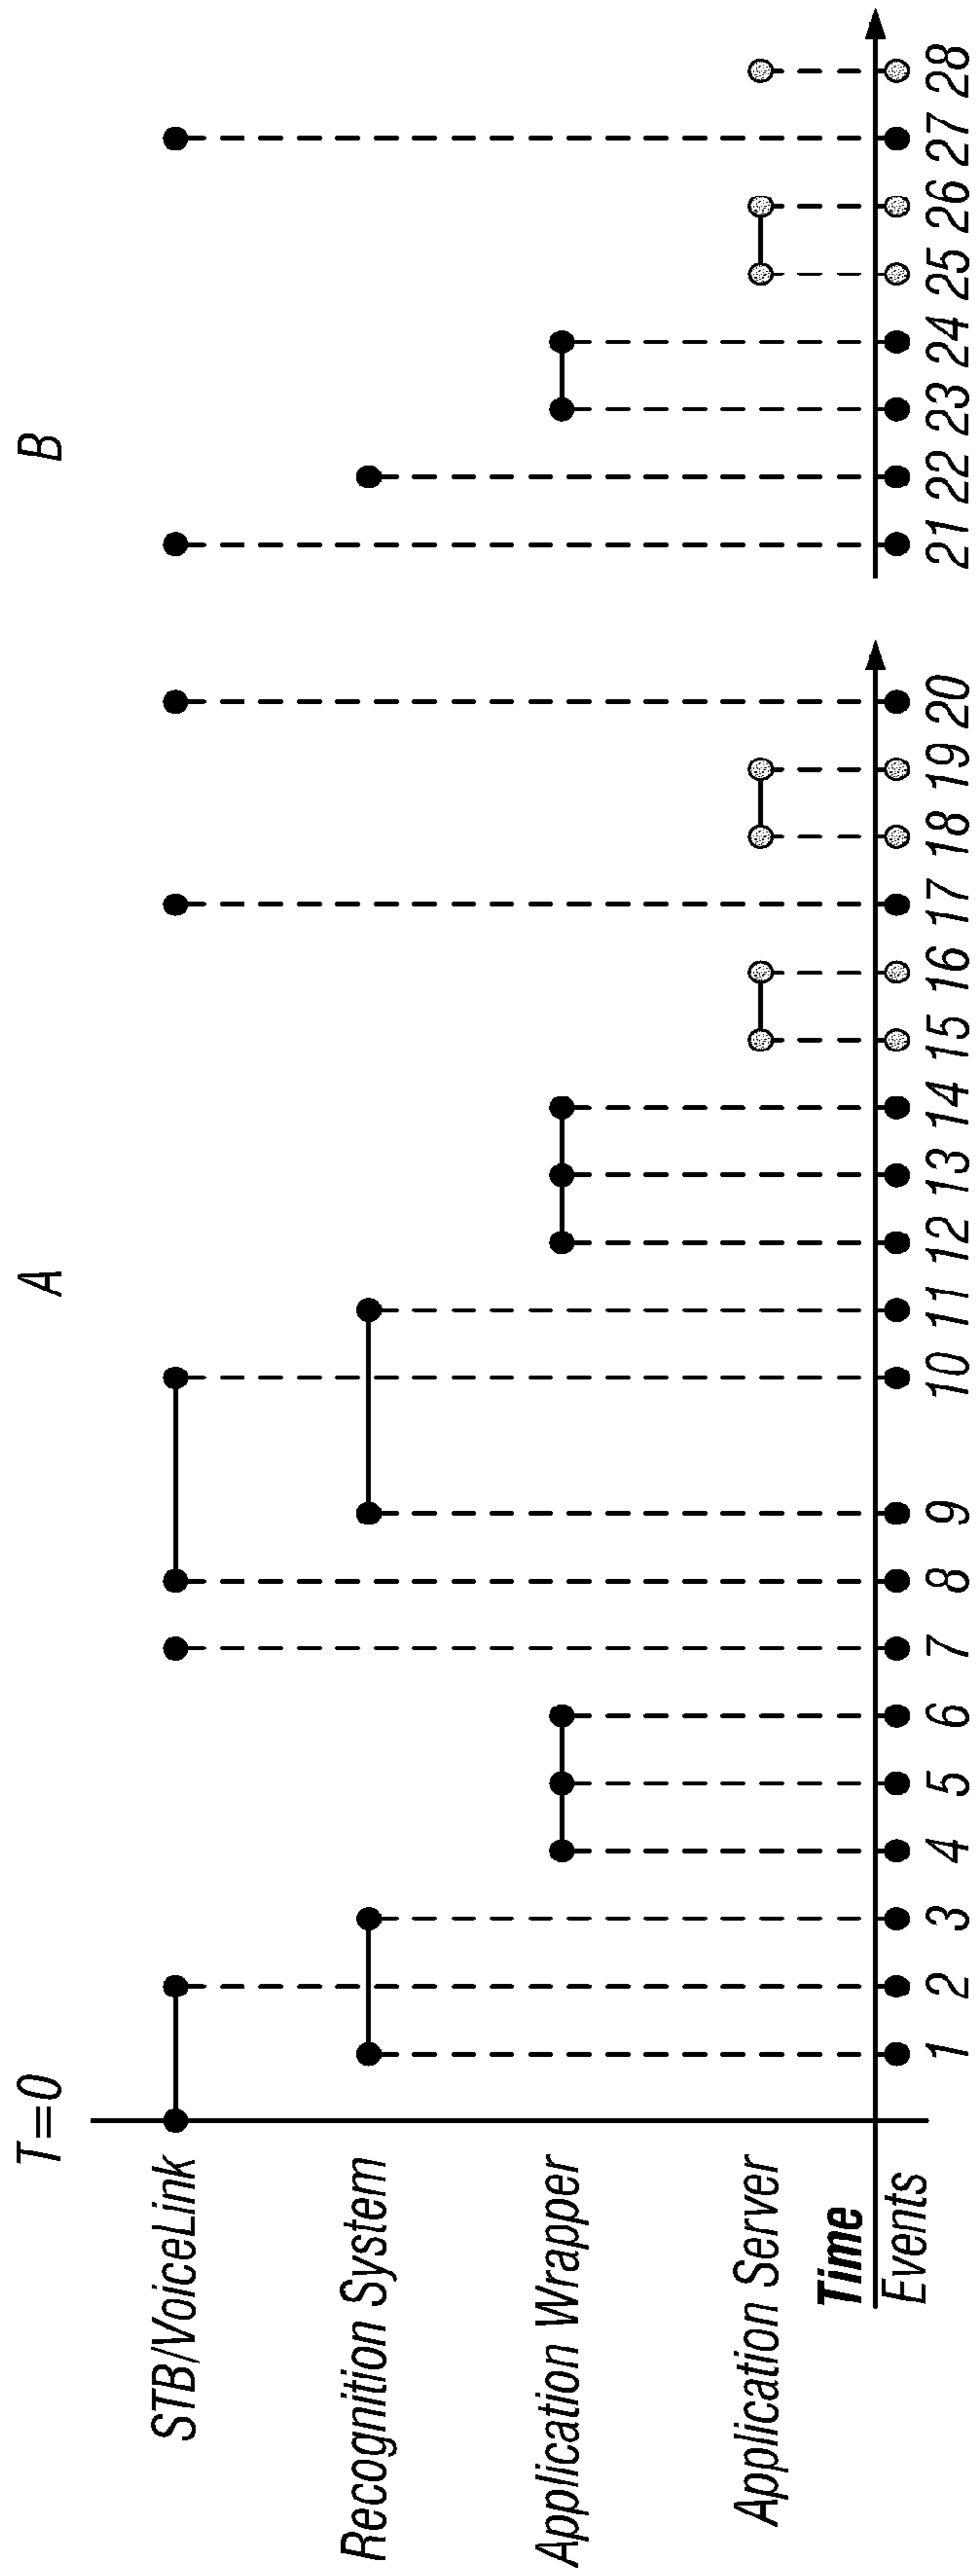 T=0
A
B
STB/VoiceLink
Recognition System
Application Wrapper
Application Server
Time
Events
1 2 3 4 5 6 7 8 9 10 11 12 13 14 15 16 17 18 19 20 21 22 23 24 25 26 27 28